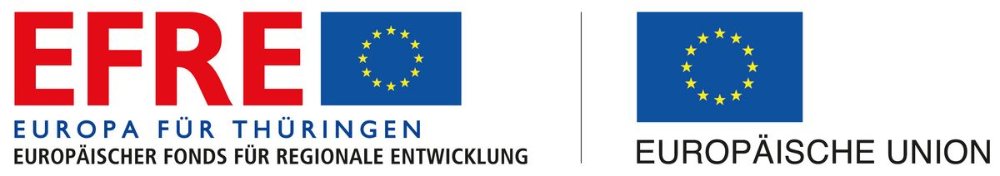 EFRE
EUROPA FÜR THÜRINGEN
EUROPÄISCHER FONDS FÜR REGIONALE ENTWICKLUNG
EUROPÄISCHE UNION